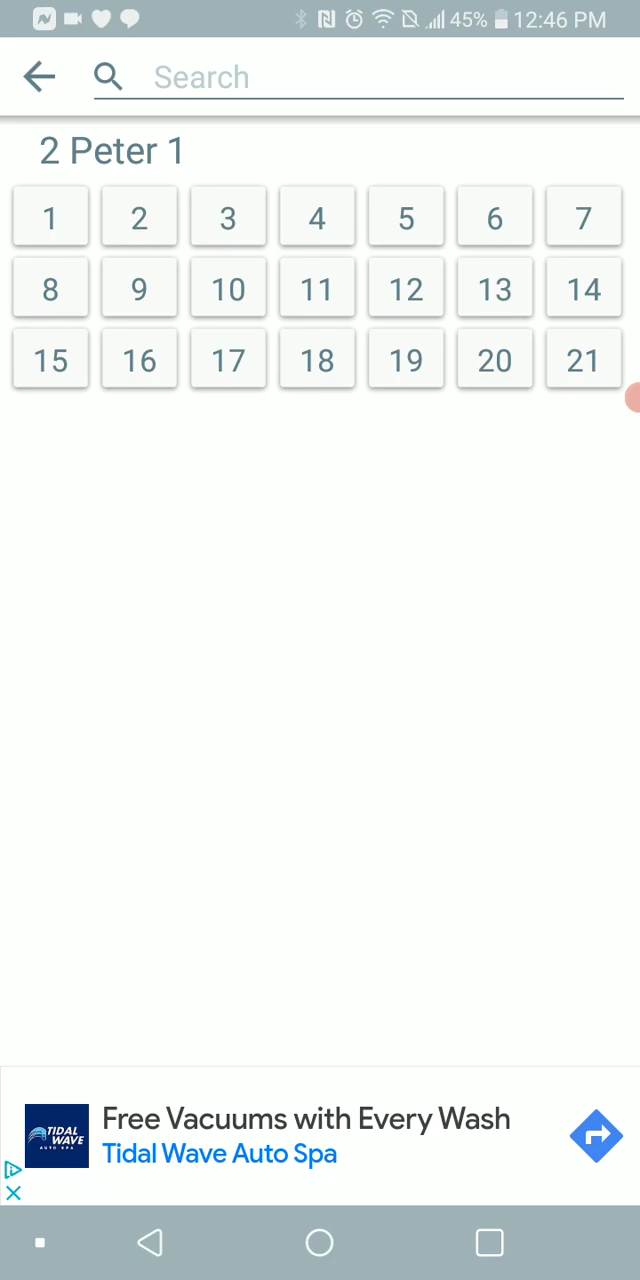 45% 12:46 PM
Search
2 Peter 1
1 2 3 4 5 6 7
8 9 10 11 12 13 14
15 16 17 18 19 20 21
Free Vacuums with Every Wash
TIDAL WAVE
AUTO SPA
Tidal Wave Auto Spa